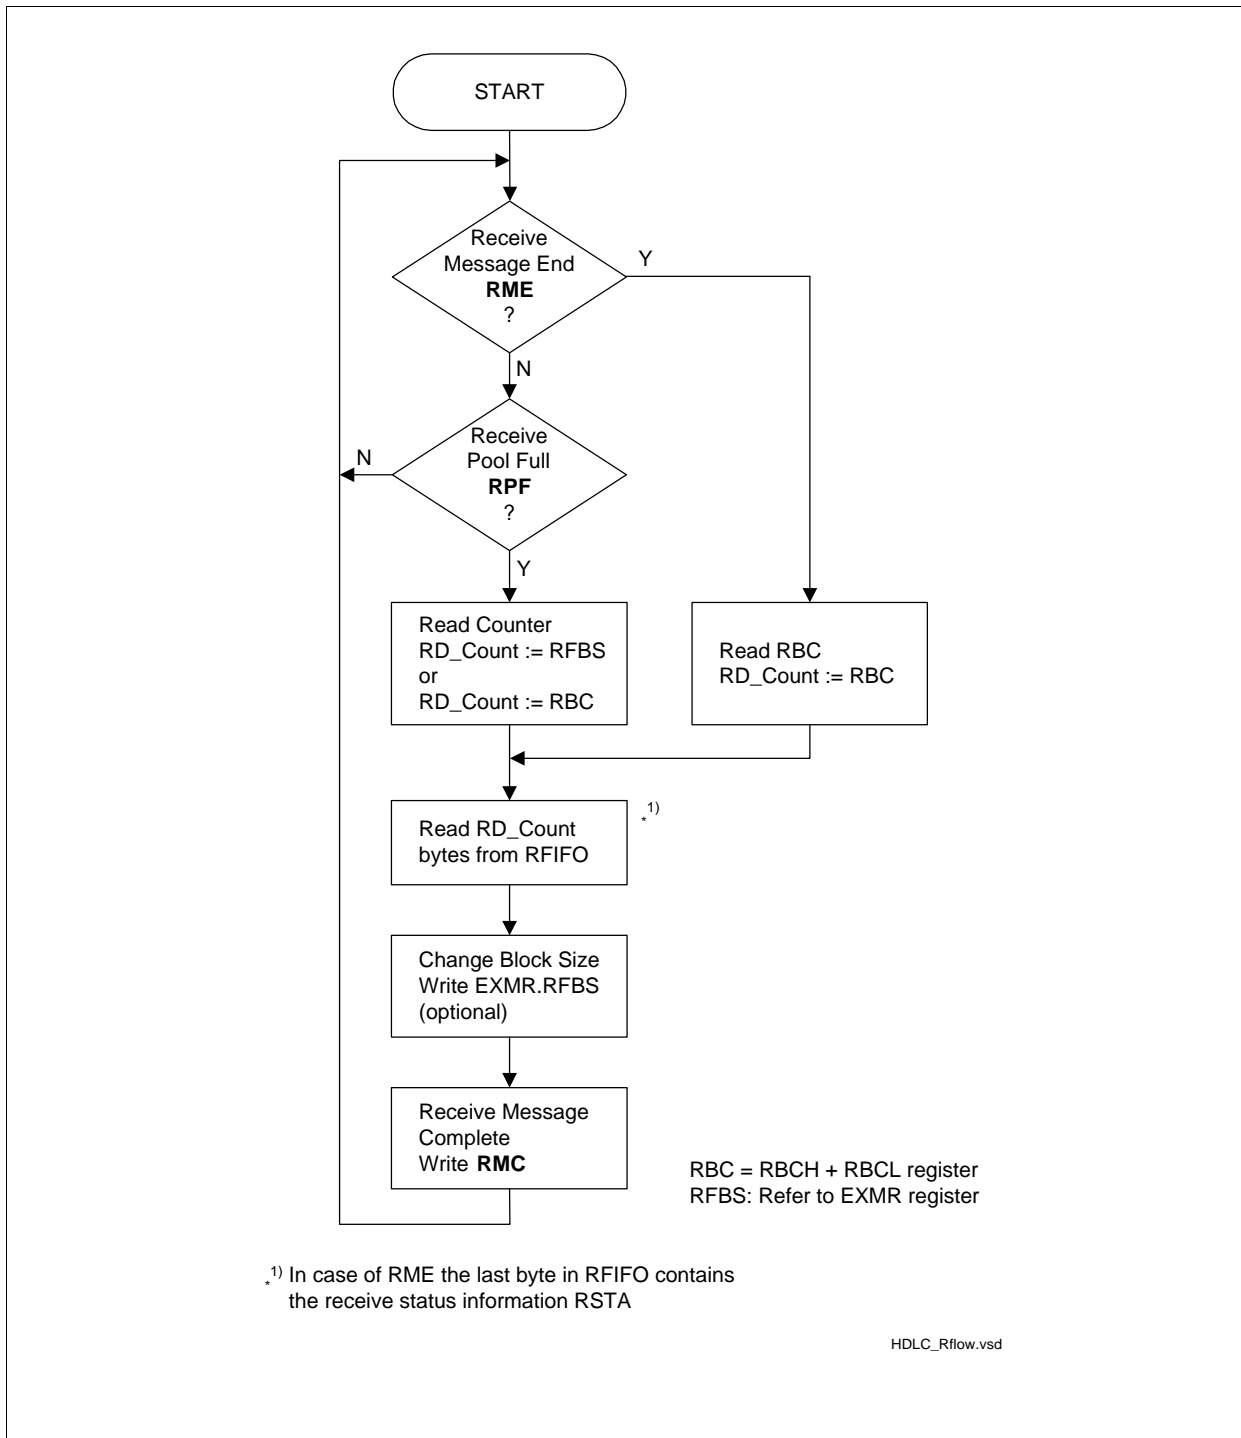 START
Receive
Message End
RME
?
Y
N
Receive
Pool Full
RPF
?
N
Y
Read Counter
RD_Count := RFBS
or
RD_Count := RBC
Read RBC
RD_Count := RBC
Read RD_Count
bytes from RFIFO
*1)
Change Block Size
Write EXMR.RFBS
(optional)
Receive Message
Complete
Write RMC
RBC = RBCH + RBCL register
RFBS: Refer to EXMR register
*1) In case of RME the last byte in RFIFO contains
the receive status information RSTA
HDLC_Rflow.vsd